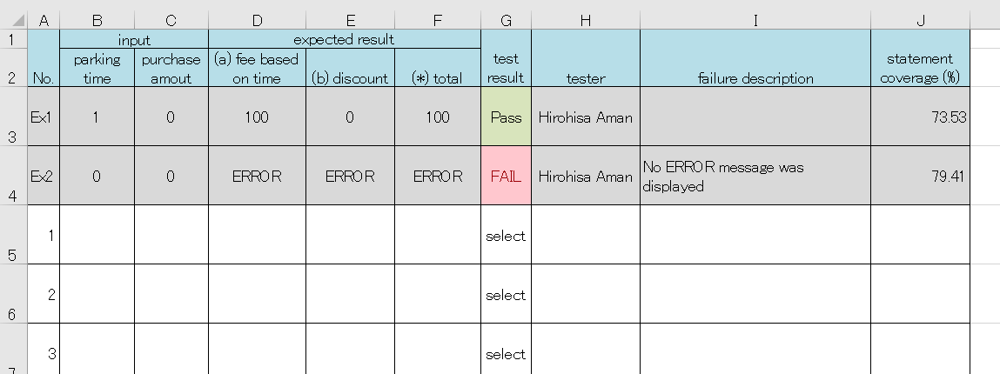 A B C D E F G H I J
1 input expected result
2 No. parking time purchase amout (a) fee based on time (b) discount (*) total test result tester failure description statement coverage (%)
3 Ex1 1 0 100 0 100 Pass Hirohisa Aman 73.53
4 Ex2 0 0 ERROR ERROR ERROR FAIL Hirohisa Aman No ERROR message was displayed 79.41
5 1 select
6 2 select
7 3 select